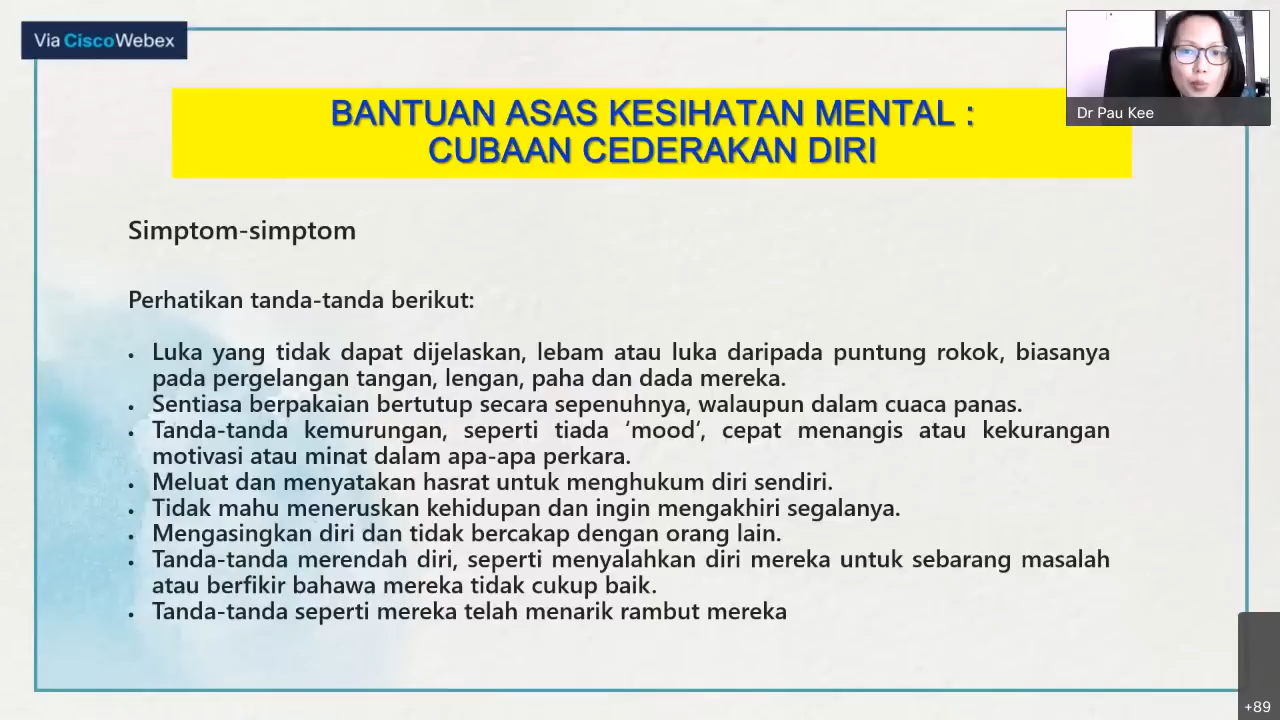 Via CiscoWebex
Dr Pau Kee
BANTUAN ASAS KESIHATAN MENTAL :
CUBAAN CEDERAKAN DIRI
Simptom-simptom
Perhatikan tanda-tanda berikut:
• Luka yang tidak dapat dijelaskan, lebam atau luka daripada puntung rokok, biasanya
pada pergelangan tangan, lengan, paha dan dada mereka.
• Sentiasa berpakaian bertutup secara sepenuhnya, walaupun dalam cuaca panas.
• Tanda-tanda kemurungan, seperti tiada ‘mood’, cepat menangis atau kekurangan
motivasi atau minat dalam apa-apa perkara.
• Meluat dan menyatakan hasrat untuk menghukum diri sendiri.
• Tidak mahu meneruskan kehidupan dan ingin mengakhiri segalanya.
• Mengasingkan diri dan tidak bercakap dengan orang lain.
• Tanda-tanda merendah diri, seperti menyalahkan diri mereka untuk sebarang masalah
atau berfikir bahawa mereka tidak cukup baik.
• Tanda-tanda seperti mereka telah menarik rambut mereka
+89